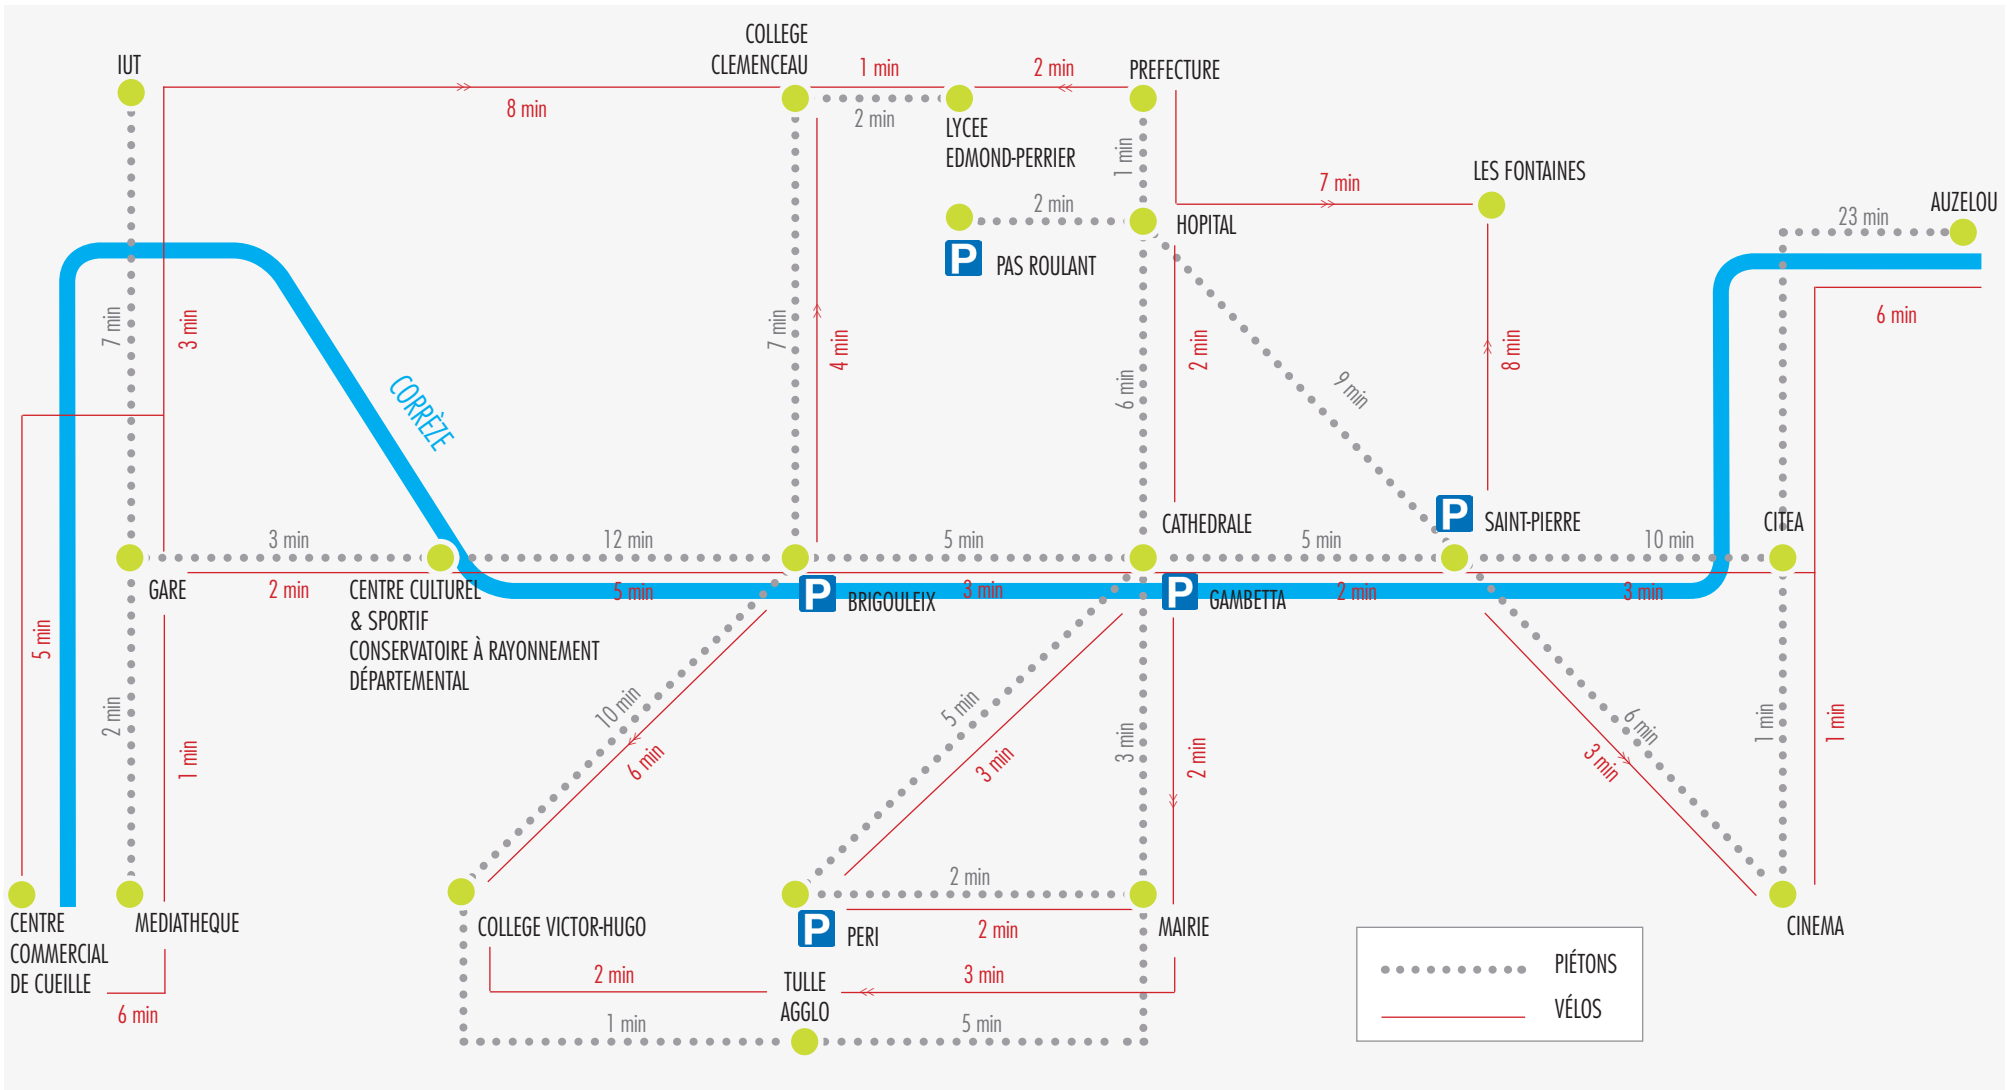 COLLEGE
CLEMENCEAU
IUT
1 min
2 min
PREFECTURE
8 min
2 min
LYCEE
EDMOND-PERRIER
1 min
LES FONTAINES
7 min
2 min
AUZELOU
23 min
HOPITAL
P
PAS ROULANT
7 min
3 min
7 min
4 min
6 min
2 min
9 min
8 min
6 min
CORRÈZE
P
SAINT-PIERRE
CATHEDRALE
CITEA
3 min
12 min
5 min
5 min
10 min
GARE
2 min
CENTRE CULTUREL
& SPORTIF
CONSERVATOIRE À RAYONNEMENT
DÉPARTEMENTAL
5 min
P
BRIGOULEIX
3 min
P
GAMBETTA
2 min
3 min
5 min
2 min
1 min
10 min
6 min
5 min
3 min
3 min
2 min
6 min
3 min
1 min
1 min
2 min
CENTRE
COMMERCIAL
DE CUEILLE
MEDIATHEQUE
COLLEGE VICTOR-HUGO
P
PERI
2 min
MAIRIE
CINEMA
6 min
2 min
TULLE
AGGLO
3 min
1 min
5 min
PIÉTONS
VÉLOS